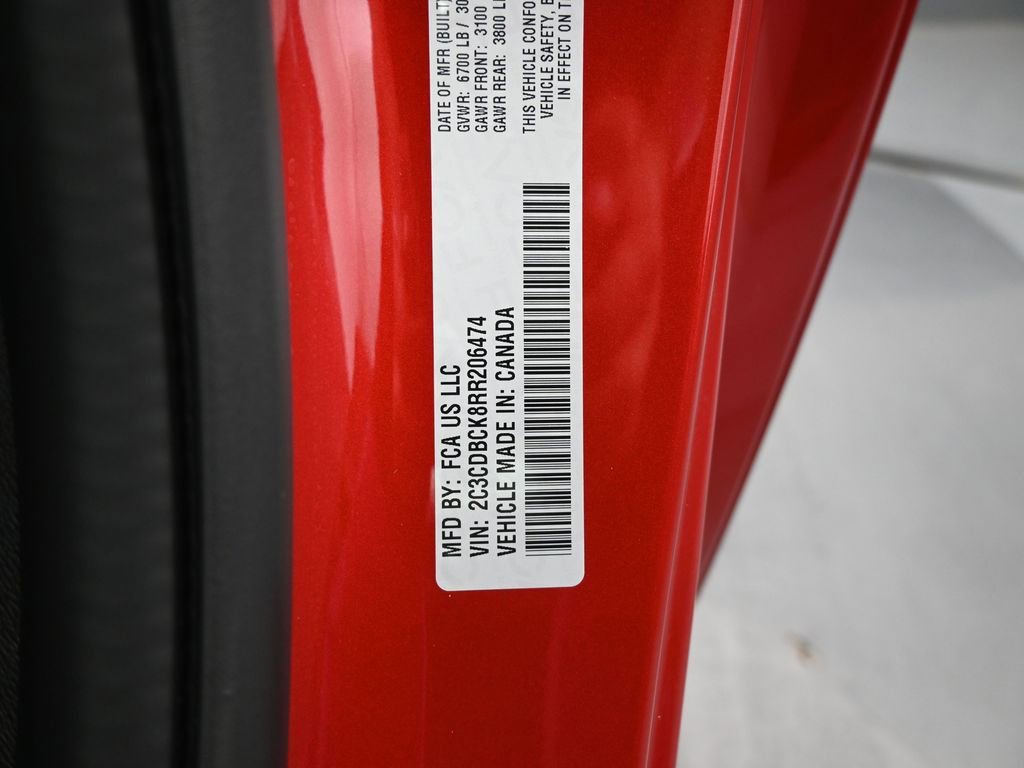 MFD BY: FCA US LLC
VIN: 2C3CDBCK8RR206474
VEHICLE MADE IN: CANADA
DATE OF MFR (BUILT)
GVWR: 6700 LB / 30
GAWR FRONT: 3100
GAWR REAR: 3800 L
THIS VEHICLE CONFO
VEHICLE SAFETY, B
IN EFFECT ON T